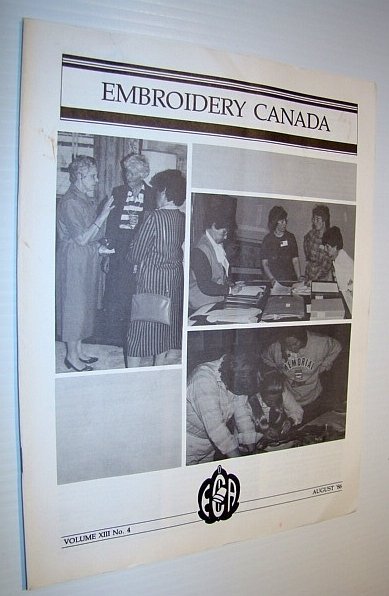 EMBROIDERY CANADA
MEMORIAL
VOLUME XIII No. 4
AUGUST '86